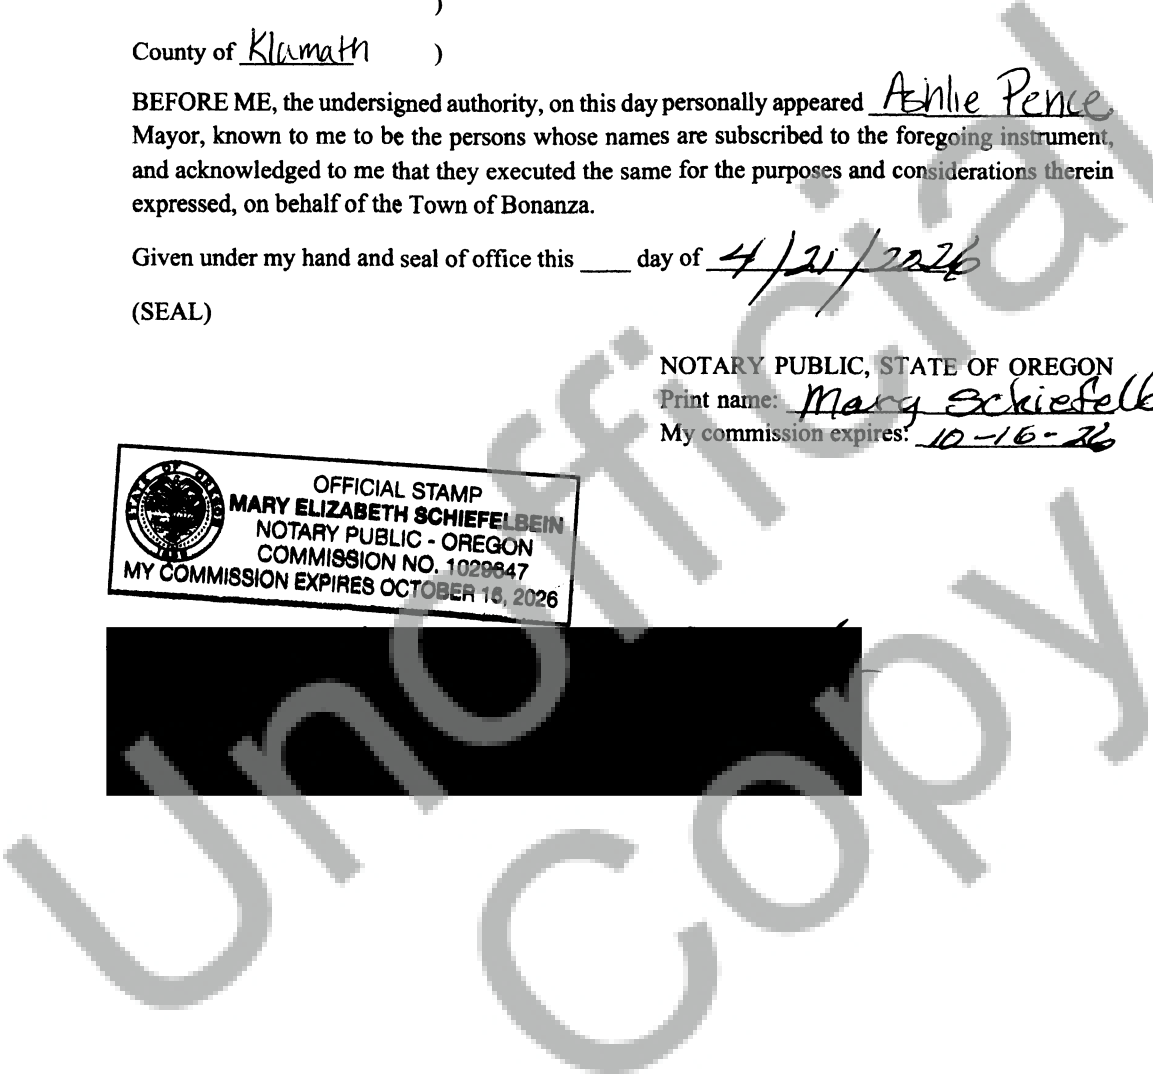 )
County of Klamath )
BEFORE ME, the undersigned authority, on this day personally appeared Ashlie Pence,
Mayor, known to me to be the persons whose names are subscribed to the foregoing instrument,
and acknowledged to me that they executed the same for the purposes and considerations therein
expressed, on behalf of the Town of Bonanza.
Given under my hand and seal of office this ____ day of 4/21/2026
(SEAL)
NOTARY PUBLIC, STATE OF OREGON
Print name: Mary Schiefelb
My commission expires: 10-16-26
STATE OF OREGON
1859
OFFICIAL STAMP
MARY ELIZABETH SCHIEFELBEIN
NOTARY PUBLIC - OREGON
COMMISSION NO. 1029647
MY COMMISSION EXPIRES OCTOBER 16, 2026
Unofficial
Copy